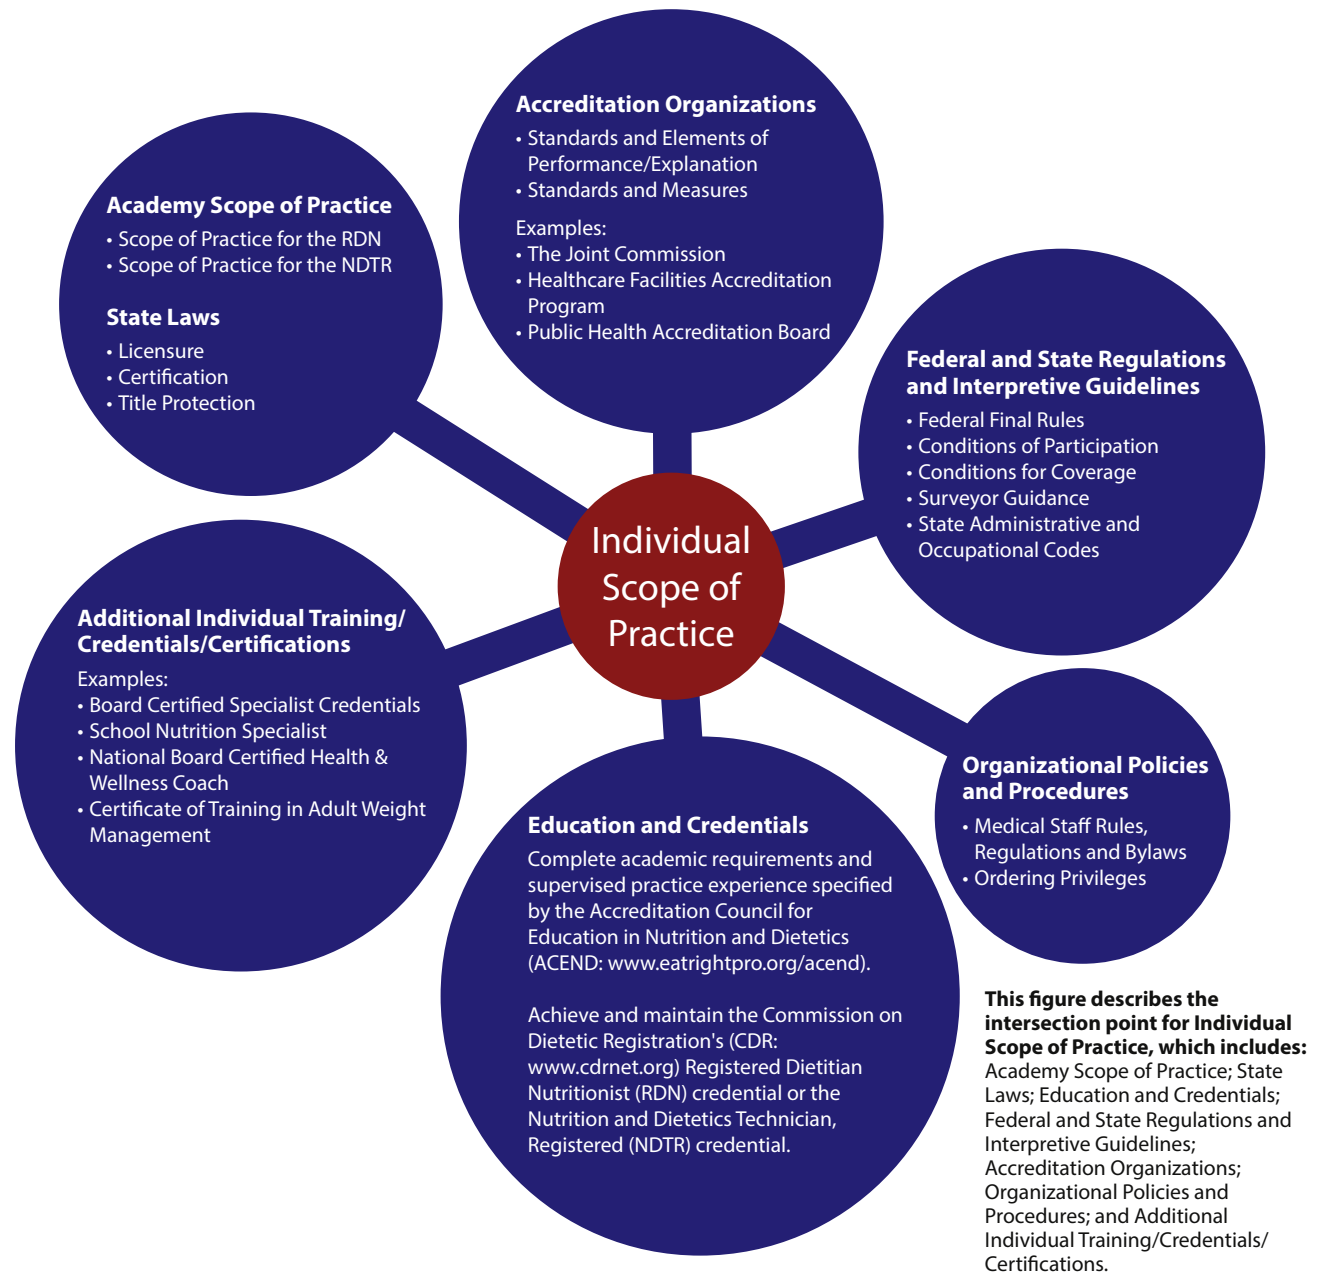 Accreditation Organizations
• Standards and Elements of
Performance/Explanation
• Standards and Measures
Examples:
• The Joint Commission
• Healthcare Facilities Accreditation
Program
• Public Health Accreditation Board
Academy Scope of Practice
• Scope of Practice for the RDN
• Scope of Practice for the NDTR
State Laws
• Licensure
• Certification
• Title Protection
Federal and State Regulations
and Interpretive Guidelines
• Federal Final Rules
• Conditions of Participation
• Conditions for Coverage
• Surveyor Guidance
• State Administrative and
Occupational Codes
Individual
Scope of
Practice
Additional Individual Training/
Credentials/Certifications
Examples:
• Board Certified Specialist Credentials
• School Nutrition Specialist
• National Board Certified Health &
Wellness Coach
• Certificate of Training in Adult Weight
Management
Organizational Policies
and Procedures
• Medical Staff Rules,
Regulations and Bylaws
• Ordering Privileges
Education and Credentials
Complete academic requirements and
supervised practice experience specified
by the Accreditation Council for
Education in Nutrition and Dietetics
(ACEND: www.eatrightpro.org/acend).
Achieve and maintain the Commission on
Dietetic Registration's (CDR:
www.cdrnet.org) Registered Dietitian
Nutritionist (RDN) credential or the
Nutrition and Dietetics Technician,
Registered (NDTR) credential.
This figure describes the
intersection point for Individual
Scope of Practice, which includes:
Academy Scope of Practice; State
Laws; Education and Credentials;
Federal and State Regulations and
Interpretive Guidelines;
Accreditation Organizations;
Organizational Policies and
Procedures; and Additional
Individual Training/Credentials/
Certifications.